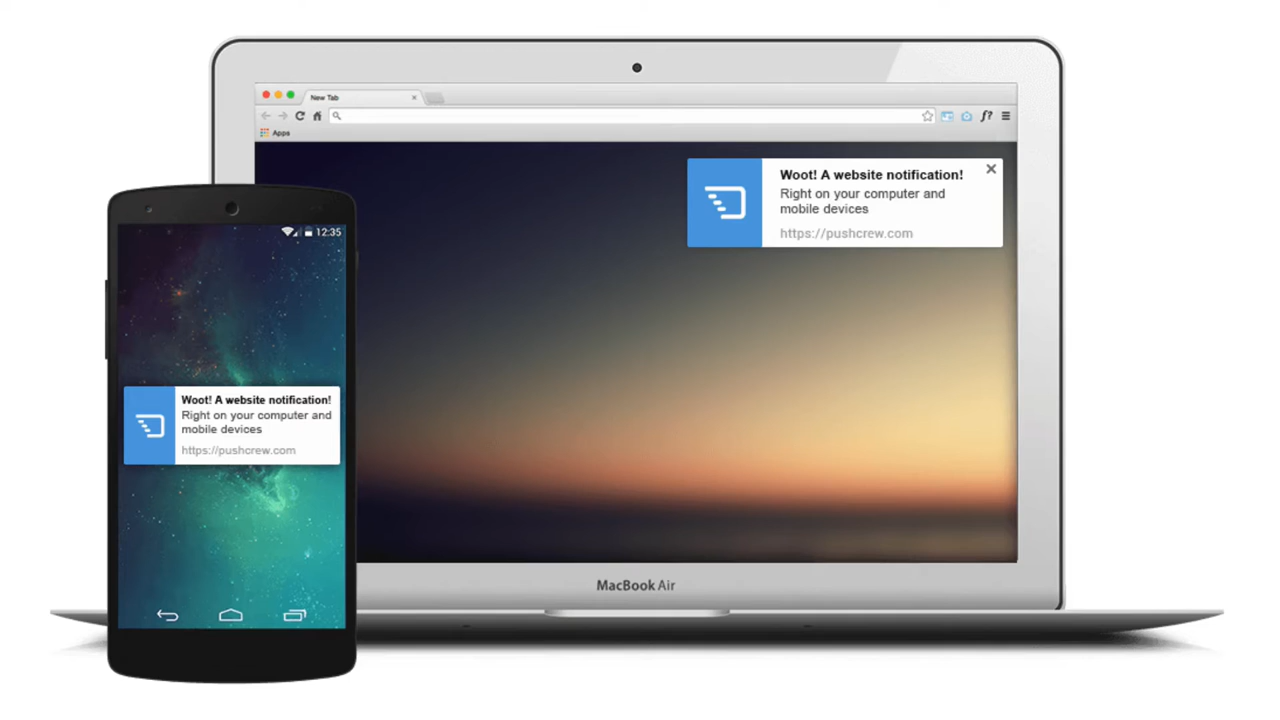 New Tab
Apps
Woot! A website notification!
Right on your computer and
mobile devices
https://pushcrew.com
12:35
Woot! A website notification!
Right on your computer and
mobile devices
https://pushcrew.com
MacBook Air
f?